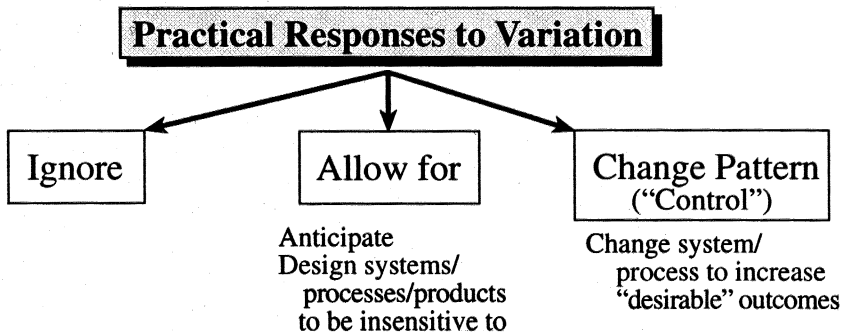 Practical Responses to Variation
Ignore
Allow for
Change Pattern
(“Control”)
Anticipate
Design systems/
processes/products
to be insensitive to
Change system/
process to increase
“desirable” outcomes